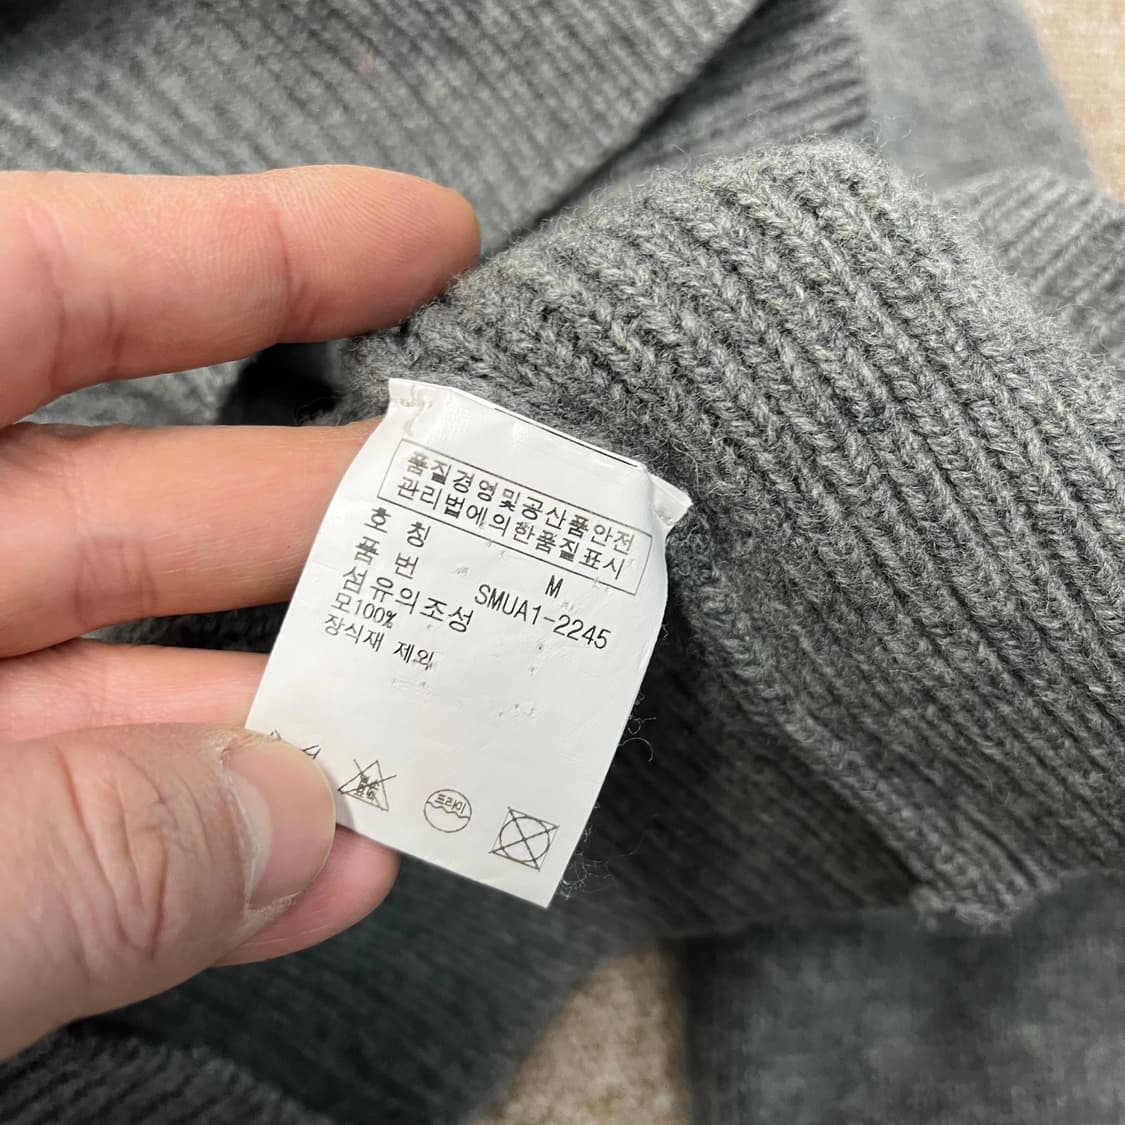 품질경영및공산품안전
관리법에의한품질표시
호 칭 M
품 번 SMUA1-2245
섬유의조성
모100%
장식재 제외
드라이